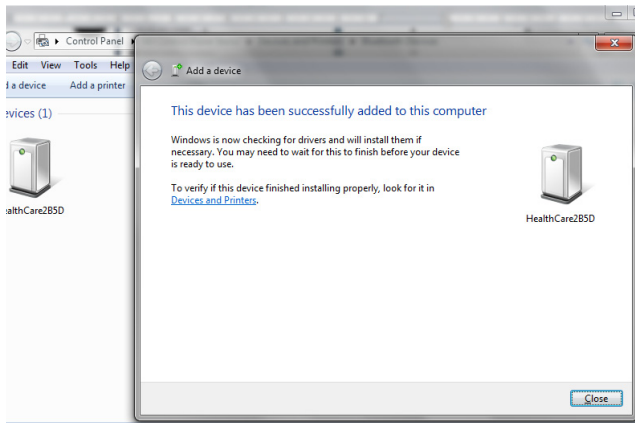 Control Panel
Edit View Tools Help
d a device Add a printer
evices (1)
ealthCare2B5D
Add a device
This device has been successfully added to this computer
Windows is now checking for drivers and will install them if
necessary. You may need to wait for this to finish before your device
is ready to use.
To verify if this device finished installing properly, look for it in
Devices and Printers.
HealthCare2B5D
Close